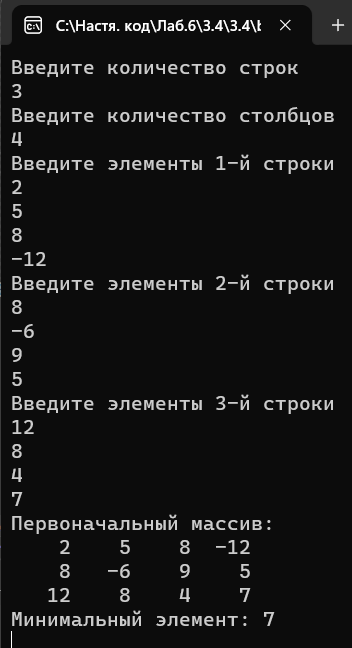 C:\Настя. код\Лаб.6\3.4\3.4\b
Введите количество строк
3
Введите количество столбцов
4
Введите элементы 1-й строки
2
5
8
-12
Введите элементы 2-й строки
8
-6
9
5
Введите элементы 3-й строки
12
8
4
7
Первоначальный массив:
2 5 8 -12
8 -6 9 5
12 8 4 7
Минимальный элемент: 7